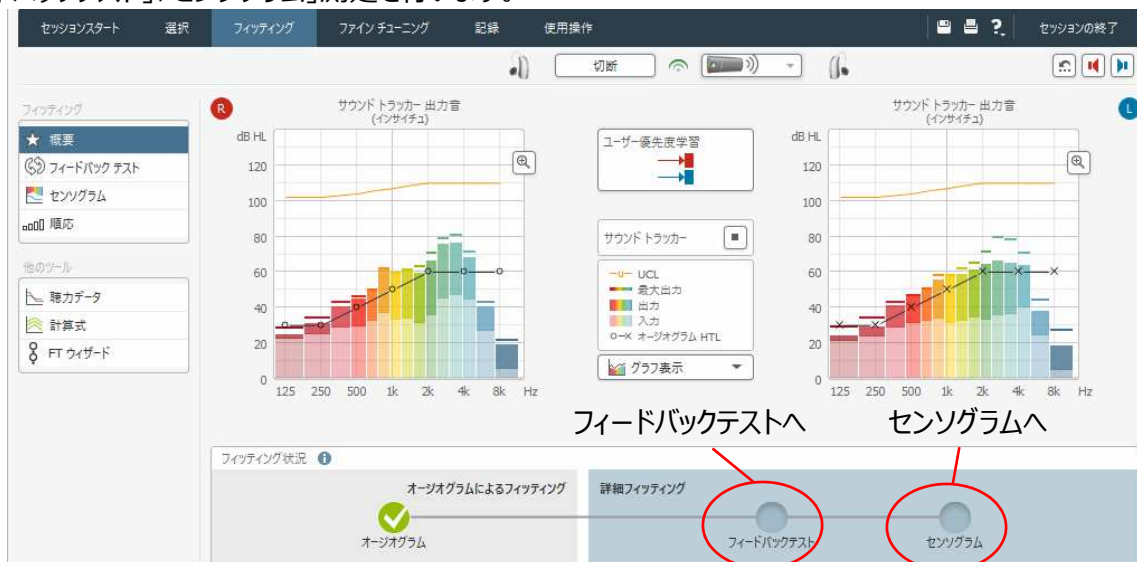 セッションスタート 選択 フィッティング ファイン チューニング 記録 使用操作 ? セッションの終了
切断
フィッティング
概要
フィードバック テスト
センソグラム
順応
他のツール
聴力データ
計算式
FT ウィザード
R
サウンド トラッカー 出力音
(インサイチュ)
dB HL
120
100
80
60
40
20
0
125 250 500 1k 2k 4k 8k Hz
ユーザー優先度学習
サウンド トラッカー
UCL
最大出力
出力
入力
オージオグラム HTL
グラフ表示
サウンド トラッカー 出力音
(インサイチュ)
L
dB HL
120
100
80
60
40
20
0
125 250 500 1k 2k 4k 8k Hz
フィードバックテストへ センソグラムへ
フィッティング状況
オージオグラムによるフィッティング 詳細フィッティング
オージオグラム フィードバックテスト センソグラム